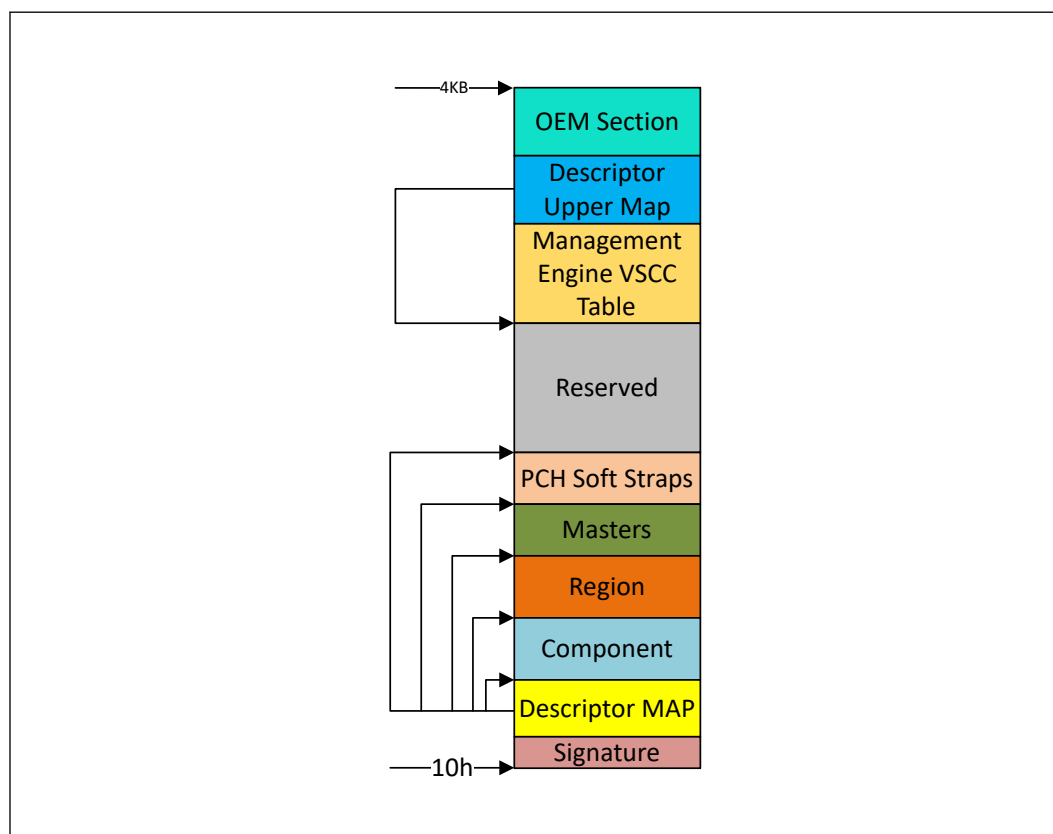 4KB
OEM Section
Descriptor
Upper Map
Management
Engine VSCC
Table
Reserved
PCH Soft Straps
Masters
Region
Component
Descriptor MAP
Signature
10h